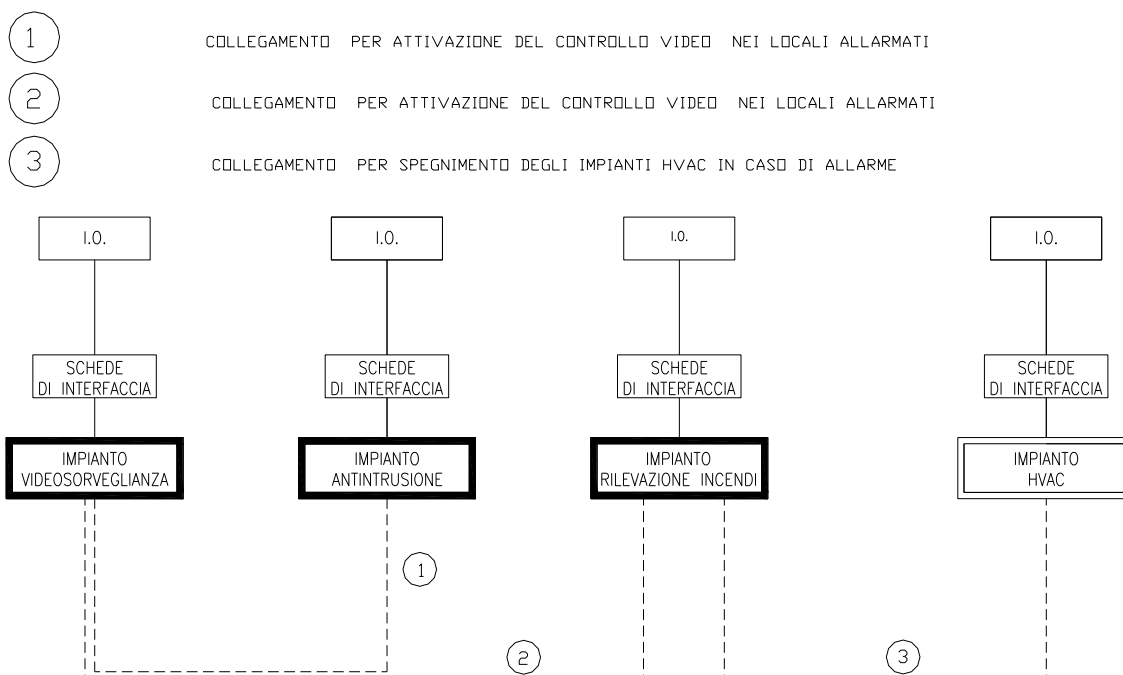 1 COLLEGAMENTO PER ATTIVAZIONE DEL CONTROLLO VIDEO NEI LOCALI ALLARMATI
2 COLLEGAMENTO PER ATTIVAZIONE DEL CONTROLLO VIDEO NEI LOCALI ALLARMATI
3 COLLEGAMENTO PER SPEGNIMENTO DEGLI IMPIANTI HVAC IN CASO DI ALLARME
I.O.
I.O.
I.O.
I.O.
SCHEDE
DI INTERFACCIA
SCHEDE
DI INTERFACCIA
SCHEDE
DI INTERFACCIA
SCHEDE
DI INTERFACCIA
IMPIANTO
VIDEOSORVEGLIANZA
IMPIANTO
ANTINTRUSIONE
IMPIANTO
RILEVAZIONE INCENDI
IMPIANTO
HVAC
1
2
3